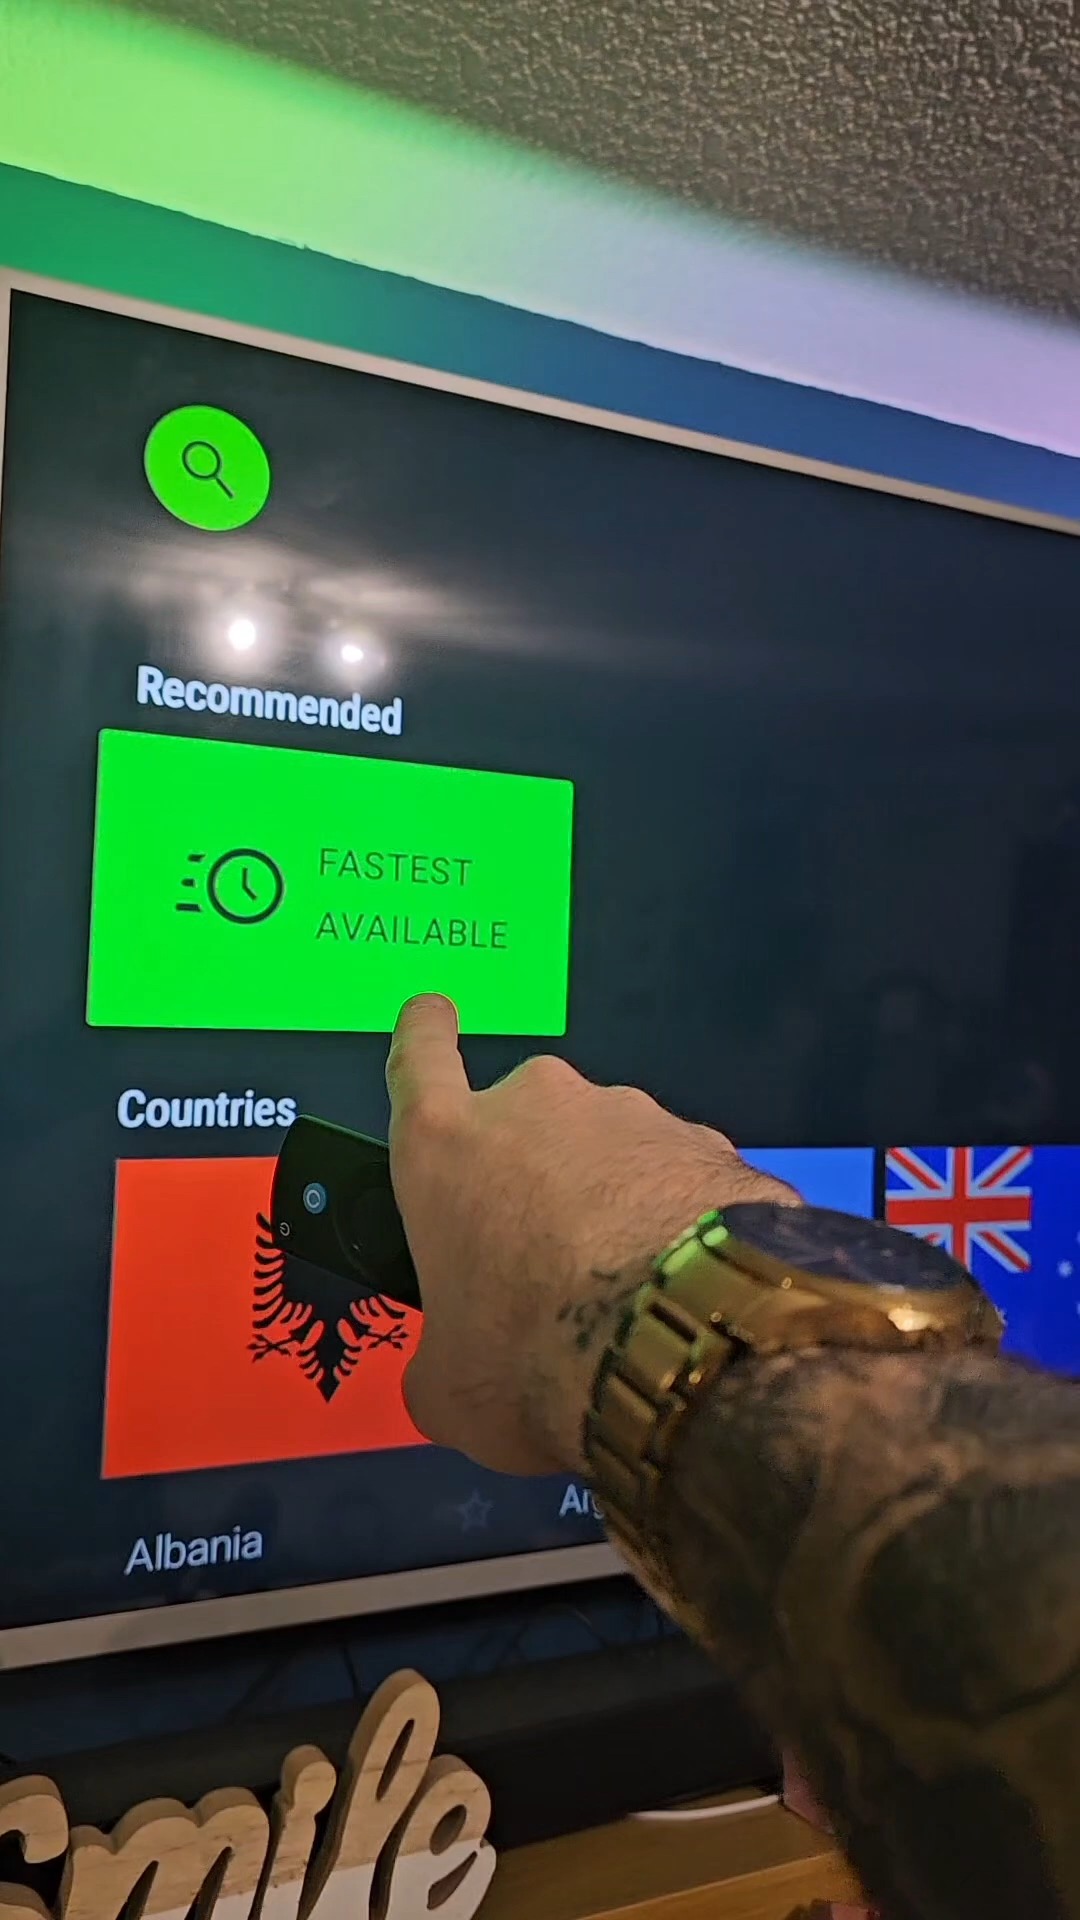 Recommended
FASTEST
AVAILABLE
Countries
Albania
smile